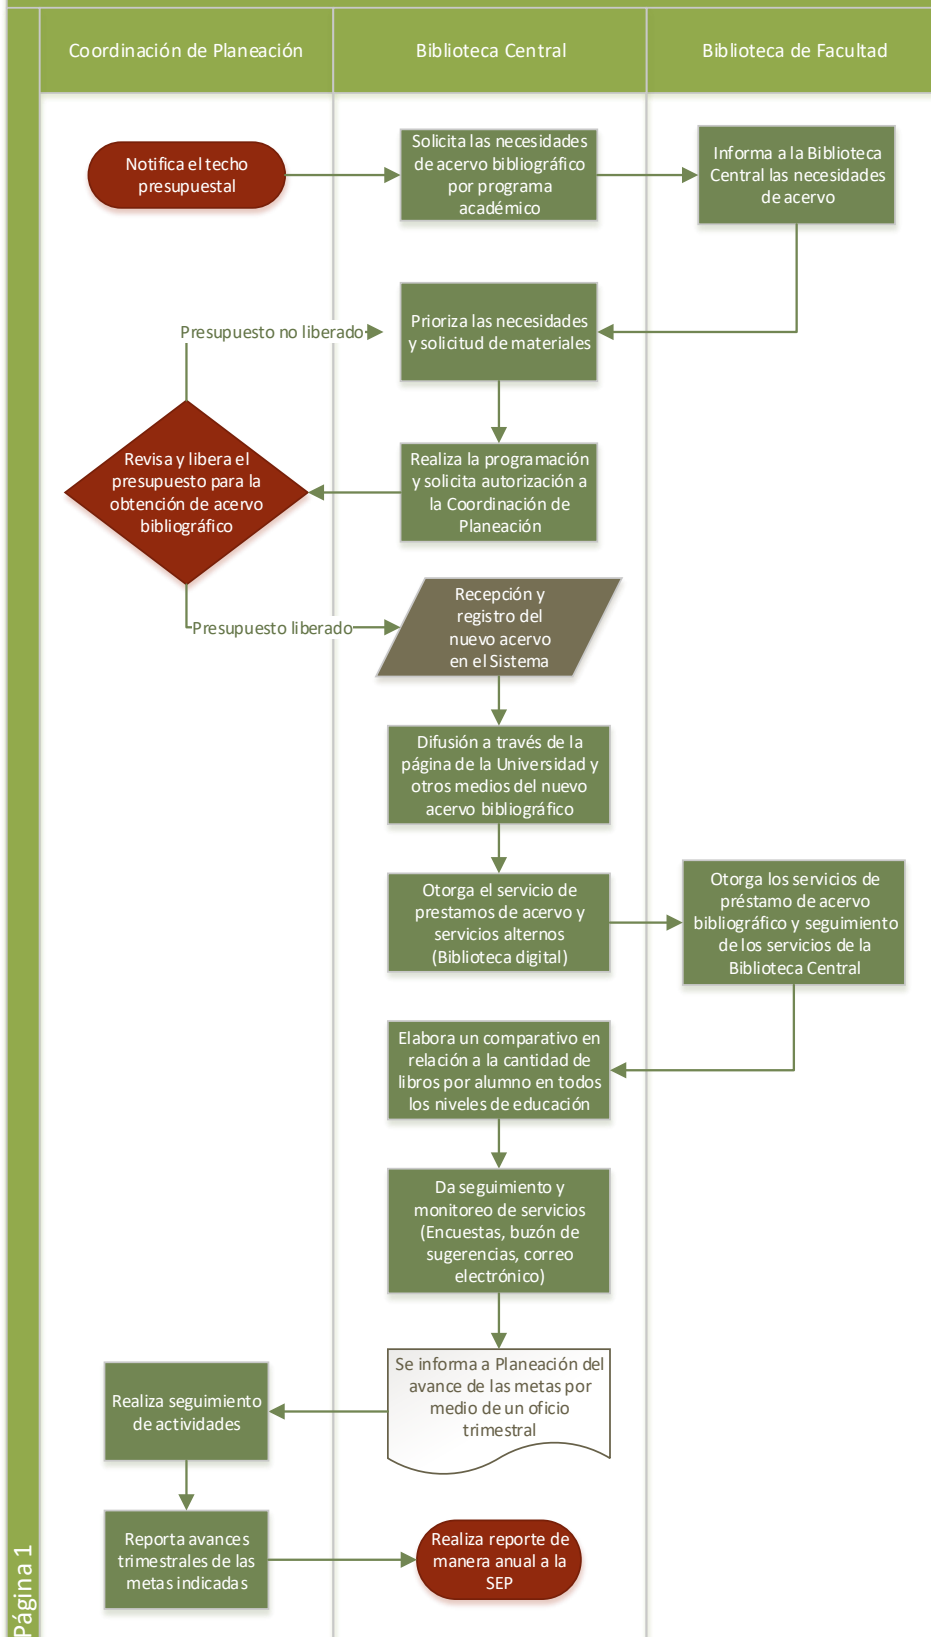 Coordinación de Planeación
Biblioteca Central
Biblioteca de Facultad
Notifica el techo
presupuestal
Solicita las necesidades
de acervo bibliográfico
por programa
académico
Informa a la Biblioteca
Central las necesidades
de acervo
Presupuesto no liberado
Prioriza las necesidades
y solicitud de materiales
Revisa y libera el
presupuesto para la
obtención de acervo
bibliográfico
Realiza la programación
y solicita autorización a
la Coordinación de
Planeación
Presupuesto liberado
Recepción y
registro del
nuevo acervo
en el Sistema
Difusión a través de la
página de la Universidad y
otros medios del nuevo
acervo bibliográfico
Otorga el servicio de
prestamos de acervo y
servicios alternos
(Biblioteca digital)
Otorga los servicios de
préstamo de acervo
bibliográfico y seguimiento
de los servicios de la
Biblioteca Central
Elabora un comparativo en
relación a la cantidad de
libros por alumno en todos
los niveles de educación
Da seguimiento y
monitoreo de servicios
(Encuestas, buzón de
sugerencias, correo
electrónico)
Se informa a Planeación del
avance de las metas por
medio de un oficio
trimestral
Realiza seguimiento
de actividades
Reporta avances
trimestrales de las
metas indicadas
Realiza reporte de
manera anual a la
SEP
Página 1